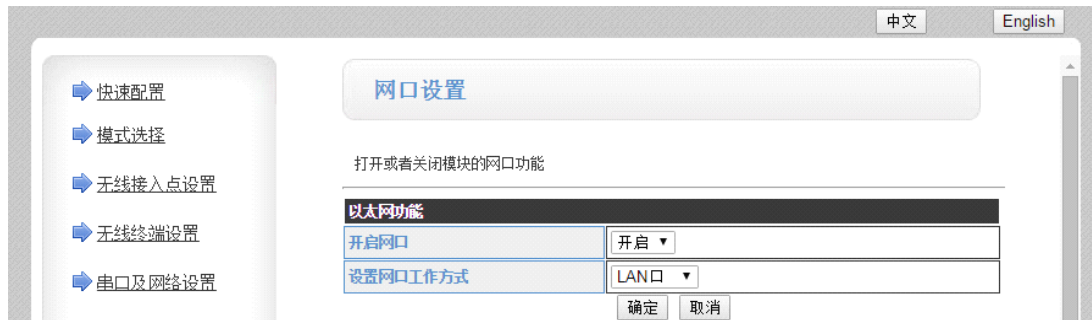 中文 English
快速配置
模式选择
无线接入点设置
无线终端设置
串口及网络设置
网口设置
打开或者关闭模块的网口功能
以太网功能
开启网口 开启
设置网口工作方式 LAN口
确定 取消